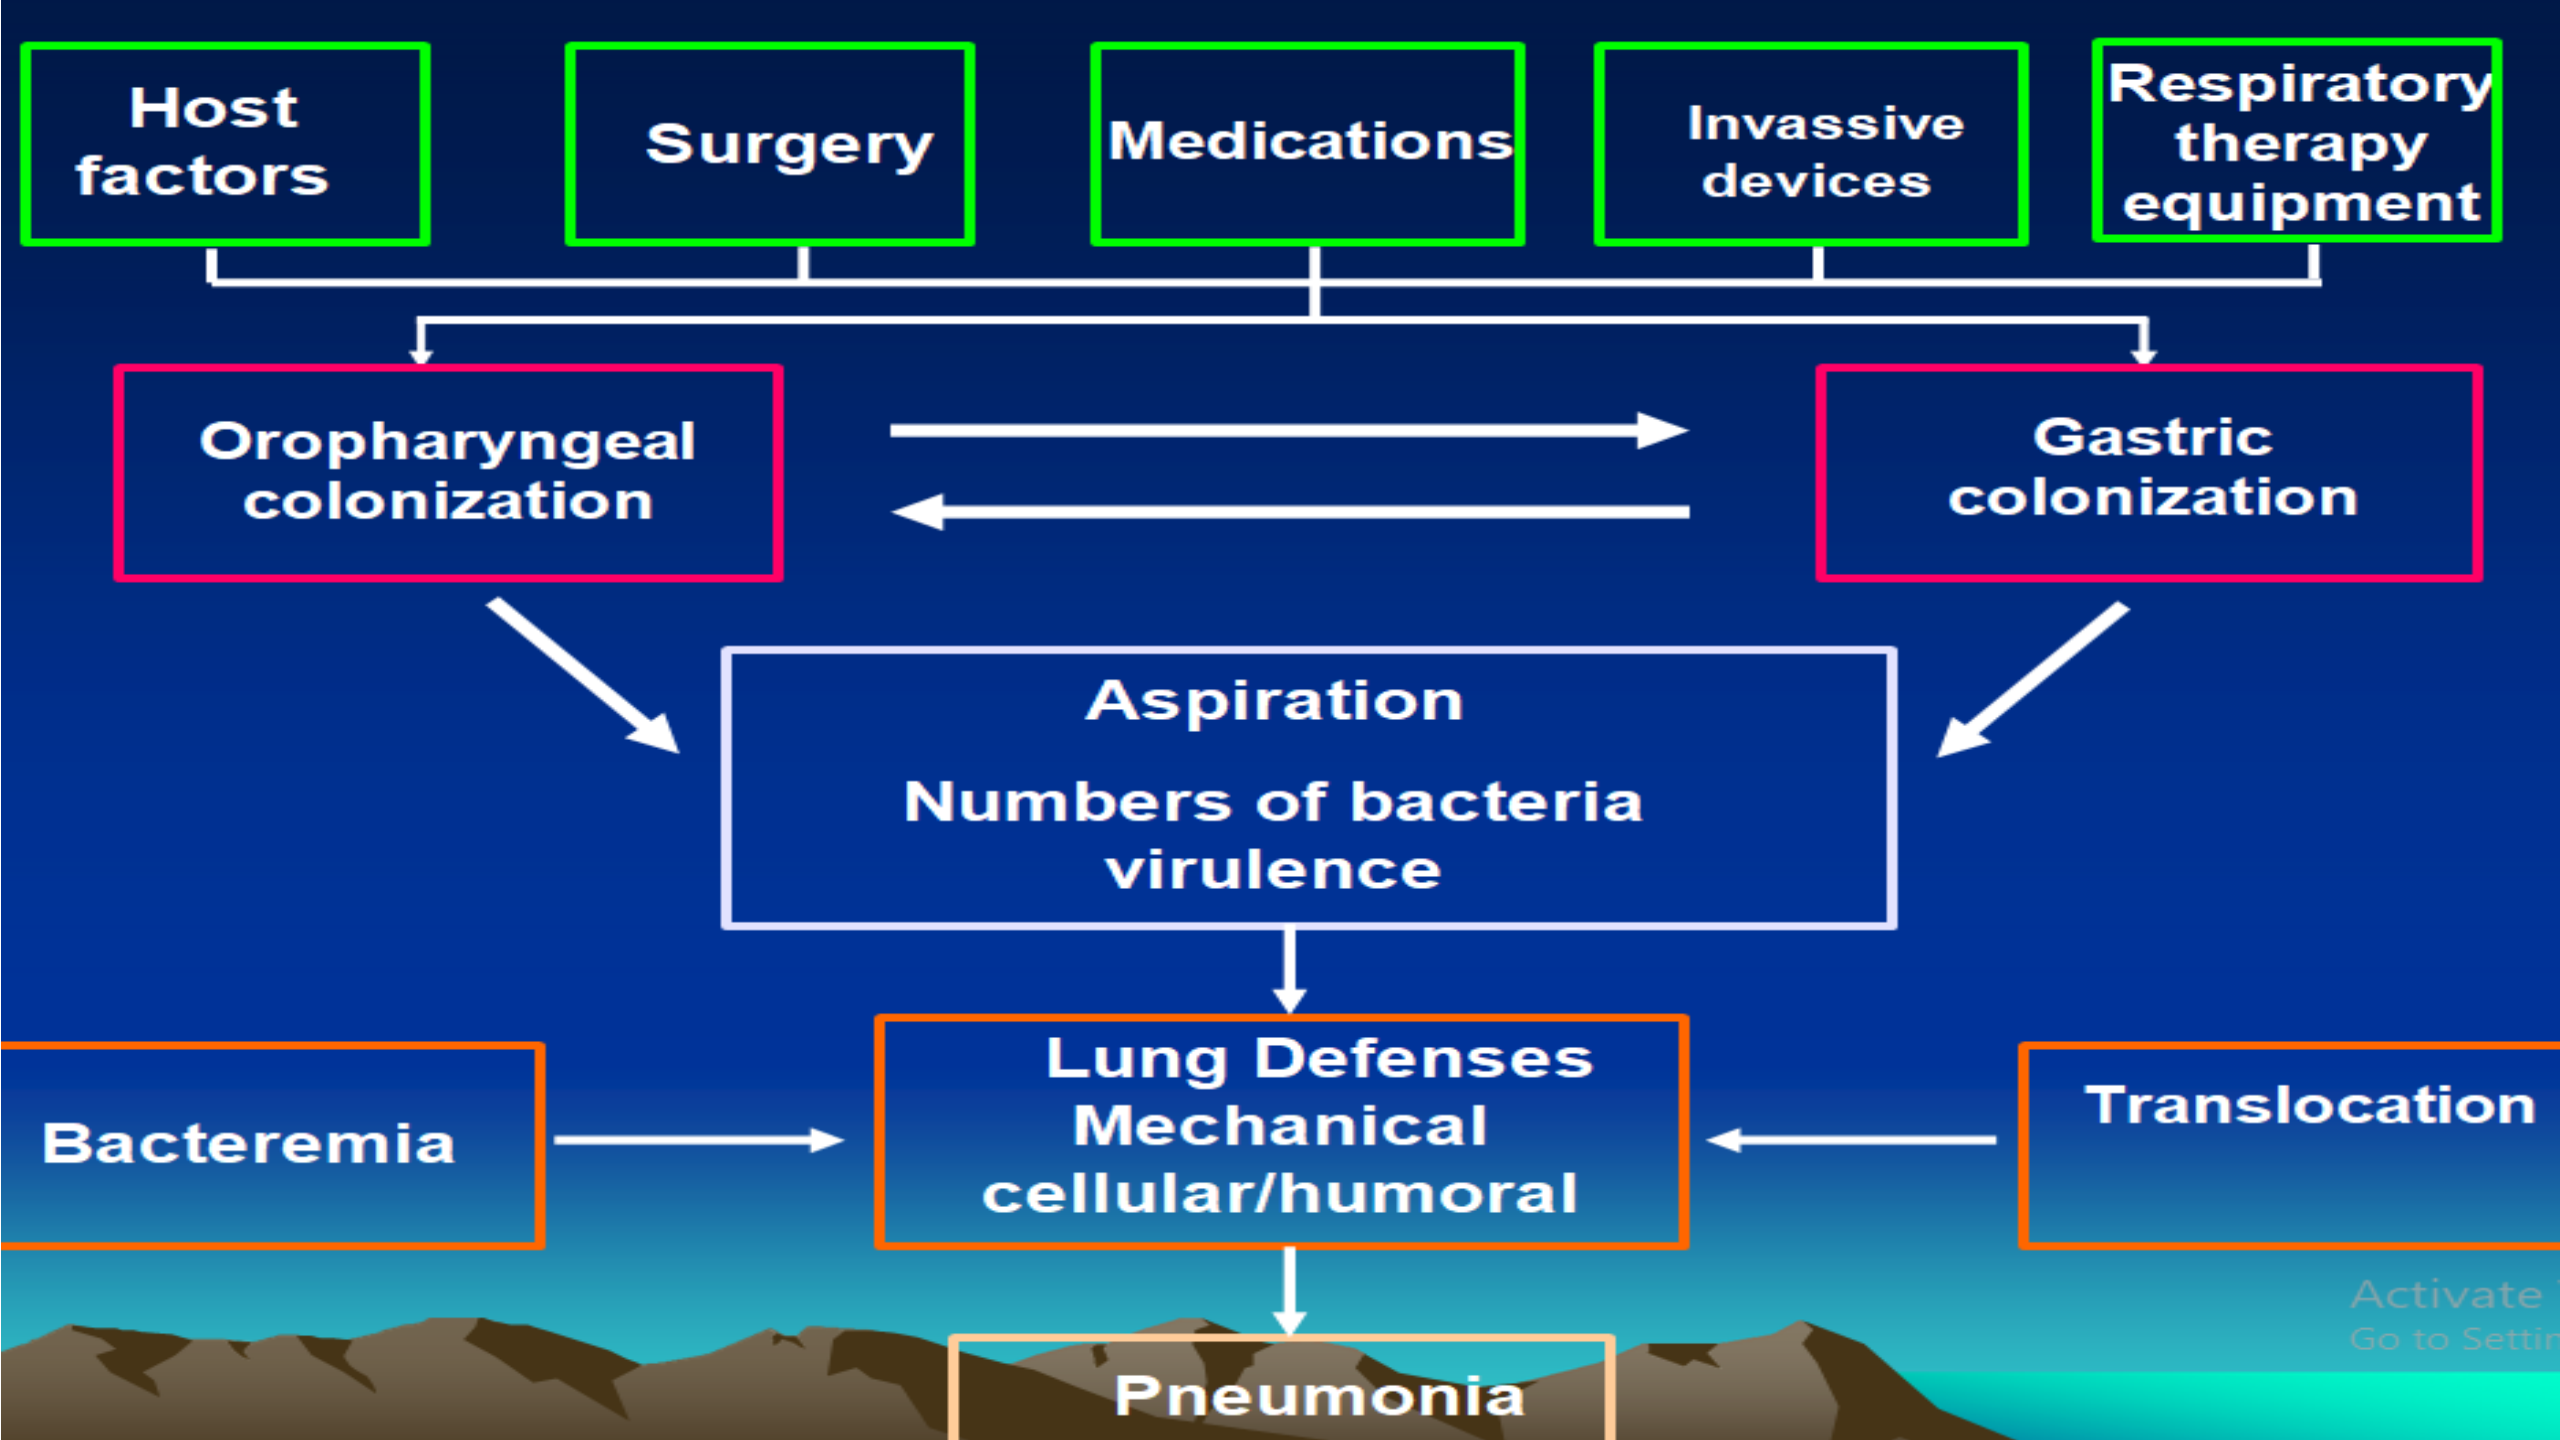 Host
factors
Surgery
Medications
Invassive
devices
Respiratory
therapy
equipment
Oropharyngeal
colonization
Gastric
colonization
Aspiration
Numbers of bacteria
virulence
Bacteremia
Lung Defenses
Mechanical
cellular/humoral
Translocation
Pneumonia
Activate
Go to